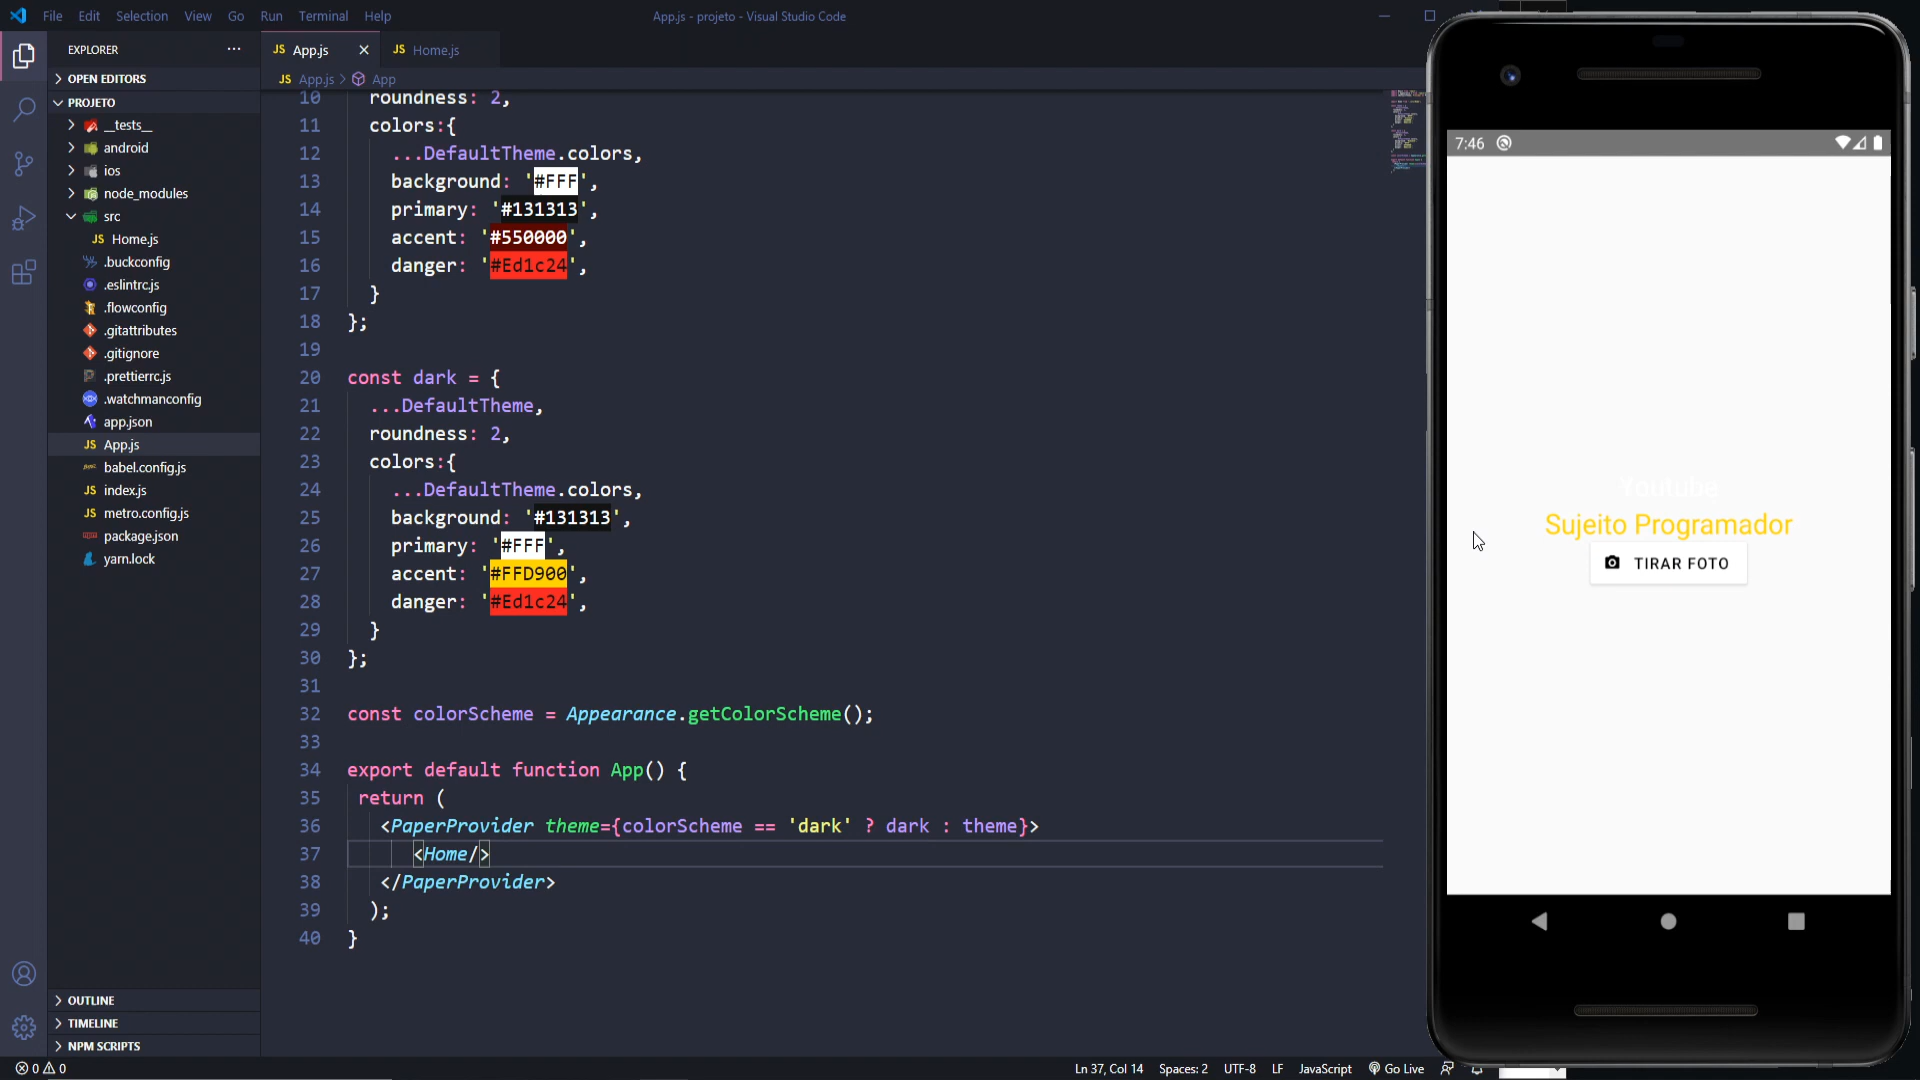 File Edit Selection View Go Run Terminal Help
App.js - projeto - Visual Studio Code
EXPLORER
OPEN EDITORS
PROJETO
__tests__
android
ios
node_modules
src
JS Home.js
.buckconfig
.eslintrc.js
.flowconfig
.gitattributes
.gitignore
.prettierrc.js
.watchmanconfig
app.json
JS App.js
babel.config.js
JS index.js
JS metro.config.js
package.json
yarn.lock
OUTLINE
TIMELINE
NPM SCRIPTS
JS App.js
JS Home.js
JS App.js > App
10 roundness: 2,
11 colors:{
12 ...DefaultTheme.colors,
13 background: '#FFF',
14 primary: '#131313',
15 accent: '#550000',
16 danger: '#Ed1c24',
17 }
18 };
19
20 const dark = {
21 ...DefaultTheme,
22 roundness: 2,
23 colors:{
24 ...DefaultTheme.colors,
25 background: '#131313',
26 primary: '#FFF',
27 accent: '#FFD900',
28 danger: '#Ed1c24',
29 }
30 };
31
32 const colorScheme = Appearance.getColorScheme();
33
34 export default function App() {
35 return (
36 <PaperProvider theme={colorScheme == 'dark' ? dark : theme}>
37 <Home/>
38 </PaperProvider>
39 );
40 }
7:46
Youtube
Sujeito Programador
TIRAR FOTO
0 0
Ln 37, Col 14 Spaces: 2 UTF-8 LF JavaScript Go Live